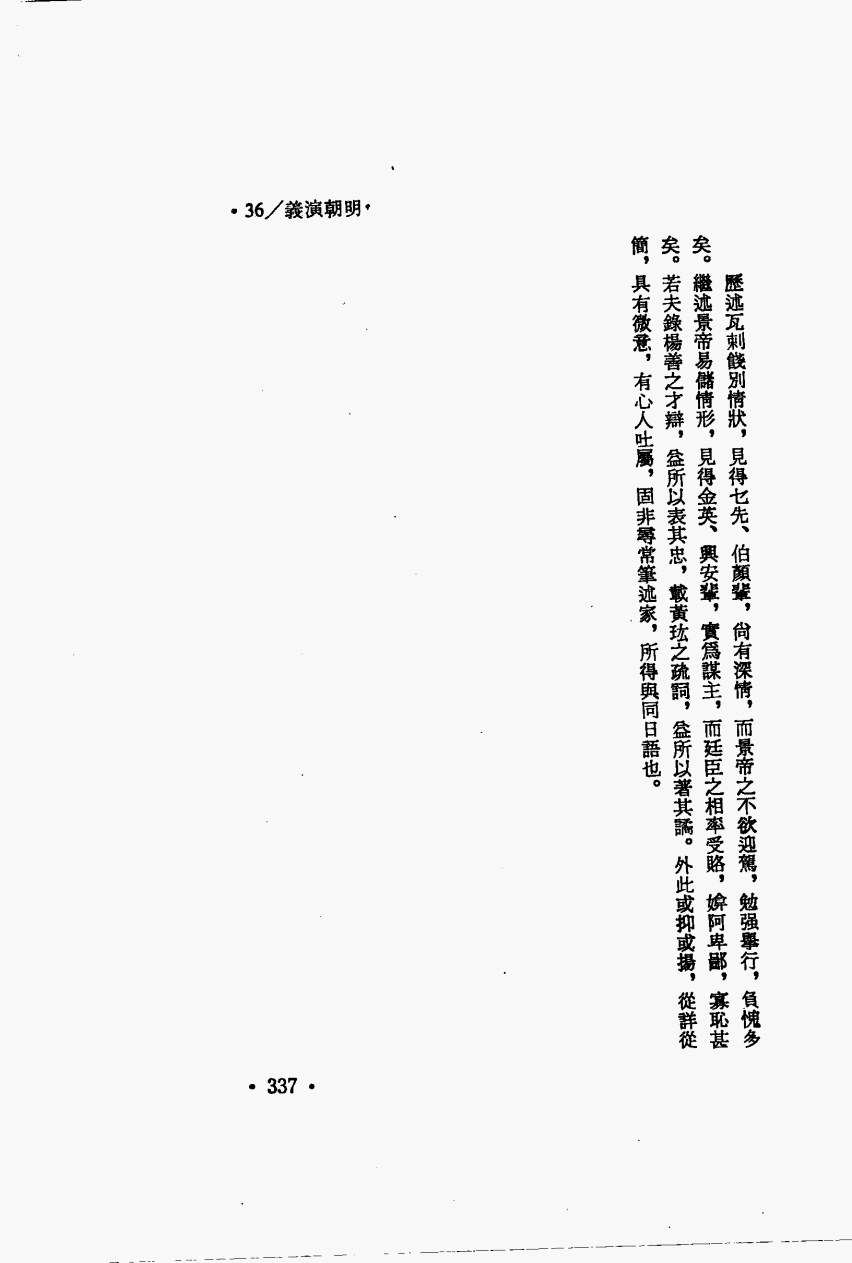 •36／義演朝明•
歷述瓦剌餞別情狀，見得乜先、伯顏輩，尙有深情，而景帝之不欲迎駕，勉强舉行，負愧多
矣。繼述景帝易儲情形，見得金英、興安輩，實爲謀主，而廷臣之相率受賂，媕阿卑鄙，寡恥甚
矣。若夫錄楊善之才辯，益所以表其忠，載黃𤣱之疏詞，益所以著其譎。外此或抑或揚，從詳從
簡，具有微意，有心人吐屬，固非尋常筆述家，所得與同日語也。
• 337 •